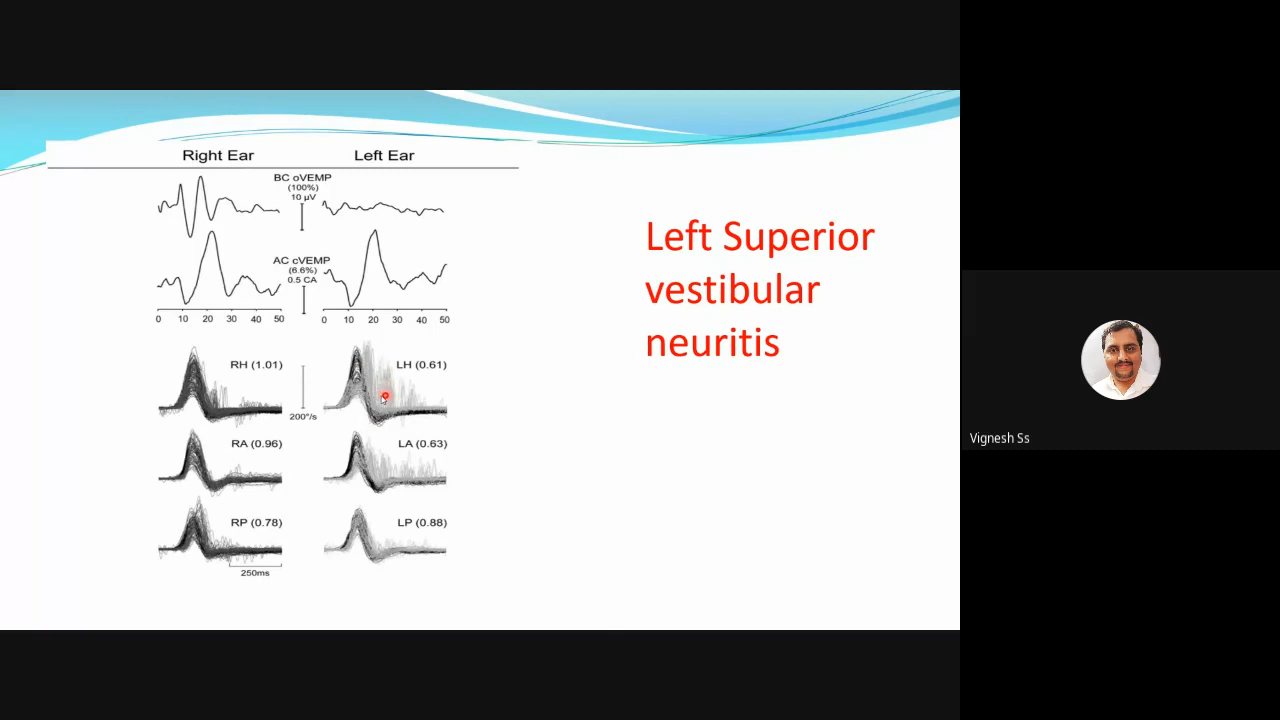 Right Ear Left Ear
BC oVEMP
(100%)
10 µV
AC cVEMP
(6.6%)
0.5 CA
0 10 20 30 40 50 0 10 20 30 40 50
RH (1.01) LH (0.61)
200°/s
RA (0.96) LA (0.63)
RP (0.78) LP (0.88)
250ms
Left Superior
vestibular
neuritis
Vignesh Ss